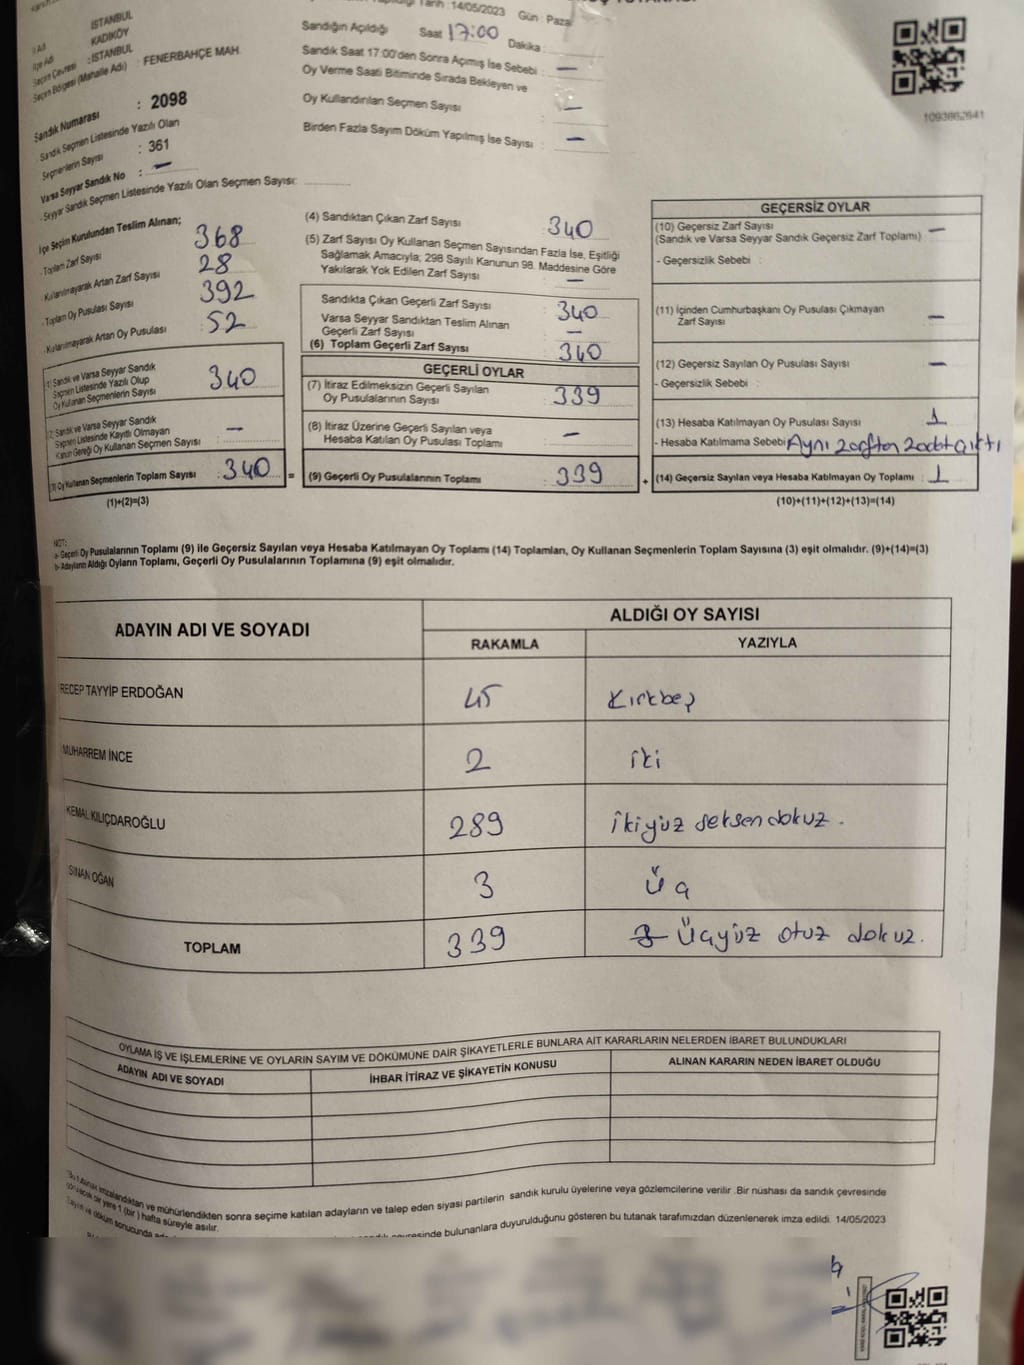 Tarih : 14/05/2023 Gün : Pazar
İSTANBUL
İlçe Adı KADIKÖY
Seçim Çevresi : İSTANBUL
Seçim Bölgesi (Mahalle Adı) : FENERBAHÇE MAH.
Sandık Numarası : 2098
Sandık Seçmen Listesinde Yazılı Olan
Seçmenlerin Sayısı : 361
Varsa Seyyar Sandık No : —
- Seyyar Sandık Seçmen Listesinde Yazılı Olan Seçmen Sayısı:
Sandığın Açıldığı Saat 17:00 Dakika :
Sandık Saat 17:00'den Sonra Açımış İse Sebebi : —
Oy Verme Saati Bitiminde Sırada Bekleyen ve
Oy Kullandırılan Seçmen Sayısı : —
Birden Fazla Sayım Döküm Yapılmış İse Sayısı : —
1093862641
İlçe Seçim Kurulundan Teslim Alınan;
- Toplam Zarf Sayısı 368
- Kullanılmayarak Artan Zarf Sayısı 28
- Toplam Oy Pusulası Sayısı 392
- Kullanılmayarak Artan Oy Pusulası : 52
(1) Sandık ve Varsa Seyyar Sandık
Seçmen Listesinde Yazılı Olup
Oy Kullanan Seçmenlerin Sayısı 340
(2) Sandık ve Varsa Seyyar Sandık
Seçmen Listesinde Kayıtlı Olmayan
Kanun Gereği Oy Kullanan Seçmen Sayısı : —
(3) Oy Kullanan Seçmenlerin Toplam Sayısı : 340 =
(1)+(2)=(3)
(4) Sandıktan Çıkan Zarf Sayısı 340
(5) Zarf Sayısı Oy Kullanan Seçmen Sayısından Fazla İse, Eşitliği
Sağlamak Amacıyla; 298 Sayılı Kanunun 98. Maddesine Göre
Yakılarak Yok Edilen Zarf Sayısı : —
Sandıkta Çıkan Geçerli Zarf Sayısı 340
Varsa Seyyar Sandıktan Teslim Alınan
Geçerli Zarf Sayısı —
(6) Toplam Geçerli Zarf Sayısı 340
GEÇERLİ OYLAR
(7) İtiraz Edilmeksizin Geçerli Sayılan
Oy Pusulalarının Sayısı 339
(8) İtiraz Üzerine Geçerli Sayılan veya
Hesaba Katılan Oy Pusulası Toplamı : —
(9) Geçerli Oy Pusulalarının Toplamı : 339 +
GEÇERSİZ OYLAR
(10) Geçersiz Zarf Sayısı —
(Sandık ve Varsa Seyyar Sandık Geçersiz Zarf Toplamı)
- Geçersizlik Sebebi :
(11) İçinden Cumhurbaşkanı Oy Pusulası Çıkmayan
Zarf Sayısı : —
(12) Geçersiz Sayılan Oy Pusulası Sayısı : —
- Geçersizlik Sebebi :
(13) Hesaba Katılmayan Oy Pusulası Sayısı : 1
- Hesaba Katılmama Sebebi Aynı zarftan 2 adet çıktı
(14) Geçersiz Sayılan veya Hesaba Katılmayan Oy Toplamı : 1
(10)+(11)+(12)+(13)=(14)
NOT:
a- Geçerli Oy Pusulalarının Toplamı (9) ile Geçersiz Sayılan veya Hesaba Katılmayan Oy Toplamı (14) Toplamları, Oy Kullanan Seçmenlerin Toplam Sayısına (3) eşit olmalıdır. (9)+(14)=(3)
b- Adayların Aldığı Oyların Toplamı, Geçerli Oy Pusulalarının Toplamına (9) eşit olmalıdır.
ADAYIN ADI VE SOYADI ALDIĞI OY SAYISI
RAKAMLA YAZIYLA
RECEP TAYYİP ERDOĞAN 45 Kırkbeş
MUHARREM İNCE 2 iki
KEMAL KILIÇDAROĞLU 289 ikiyüz seksen dokuz.
SİNAN OĞAN 3 üç
TOPLAM 339 Üçyüz otuz dokuz.
OYLAMA İŞ VE İŞLEMLERİNE VE OYLARIN SAYIM VE DÖKÜMÜNE DAİR ŞİKAYETLERLE BUNLARA AİT KARARLARIN NELERDEN İBARET BULUNDUKLARI
ADAYIN ADI VE SOYADI İHBAR İTİRAZ VE ŞİKAYETİN KONUSU ALINAN KARARIN NEDEN İBARET OLDUĞU
Bu tutanak imzalandıktan ve mühürlendikten sonra seçime katılan adayların ve talep eden siyasi partilerin sandık kurulu üyelerine veya gözlemcilerine verilir .Bir nüshası da sandık çevresinde
görülecek bir yere 1 (bir) hafta süreyle asılır.
Sayım ve döküm sonucunda çevresinde bulunanlara duyurulduğunu gösteren bu tutanak tarafımızdan düzenlenerek imza edildi. 14/05/2023